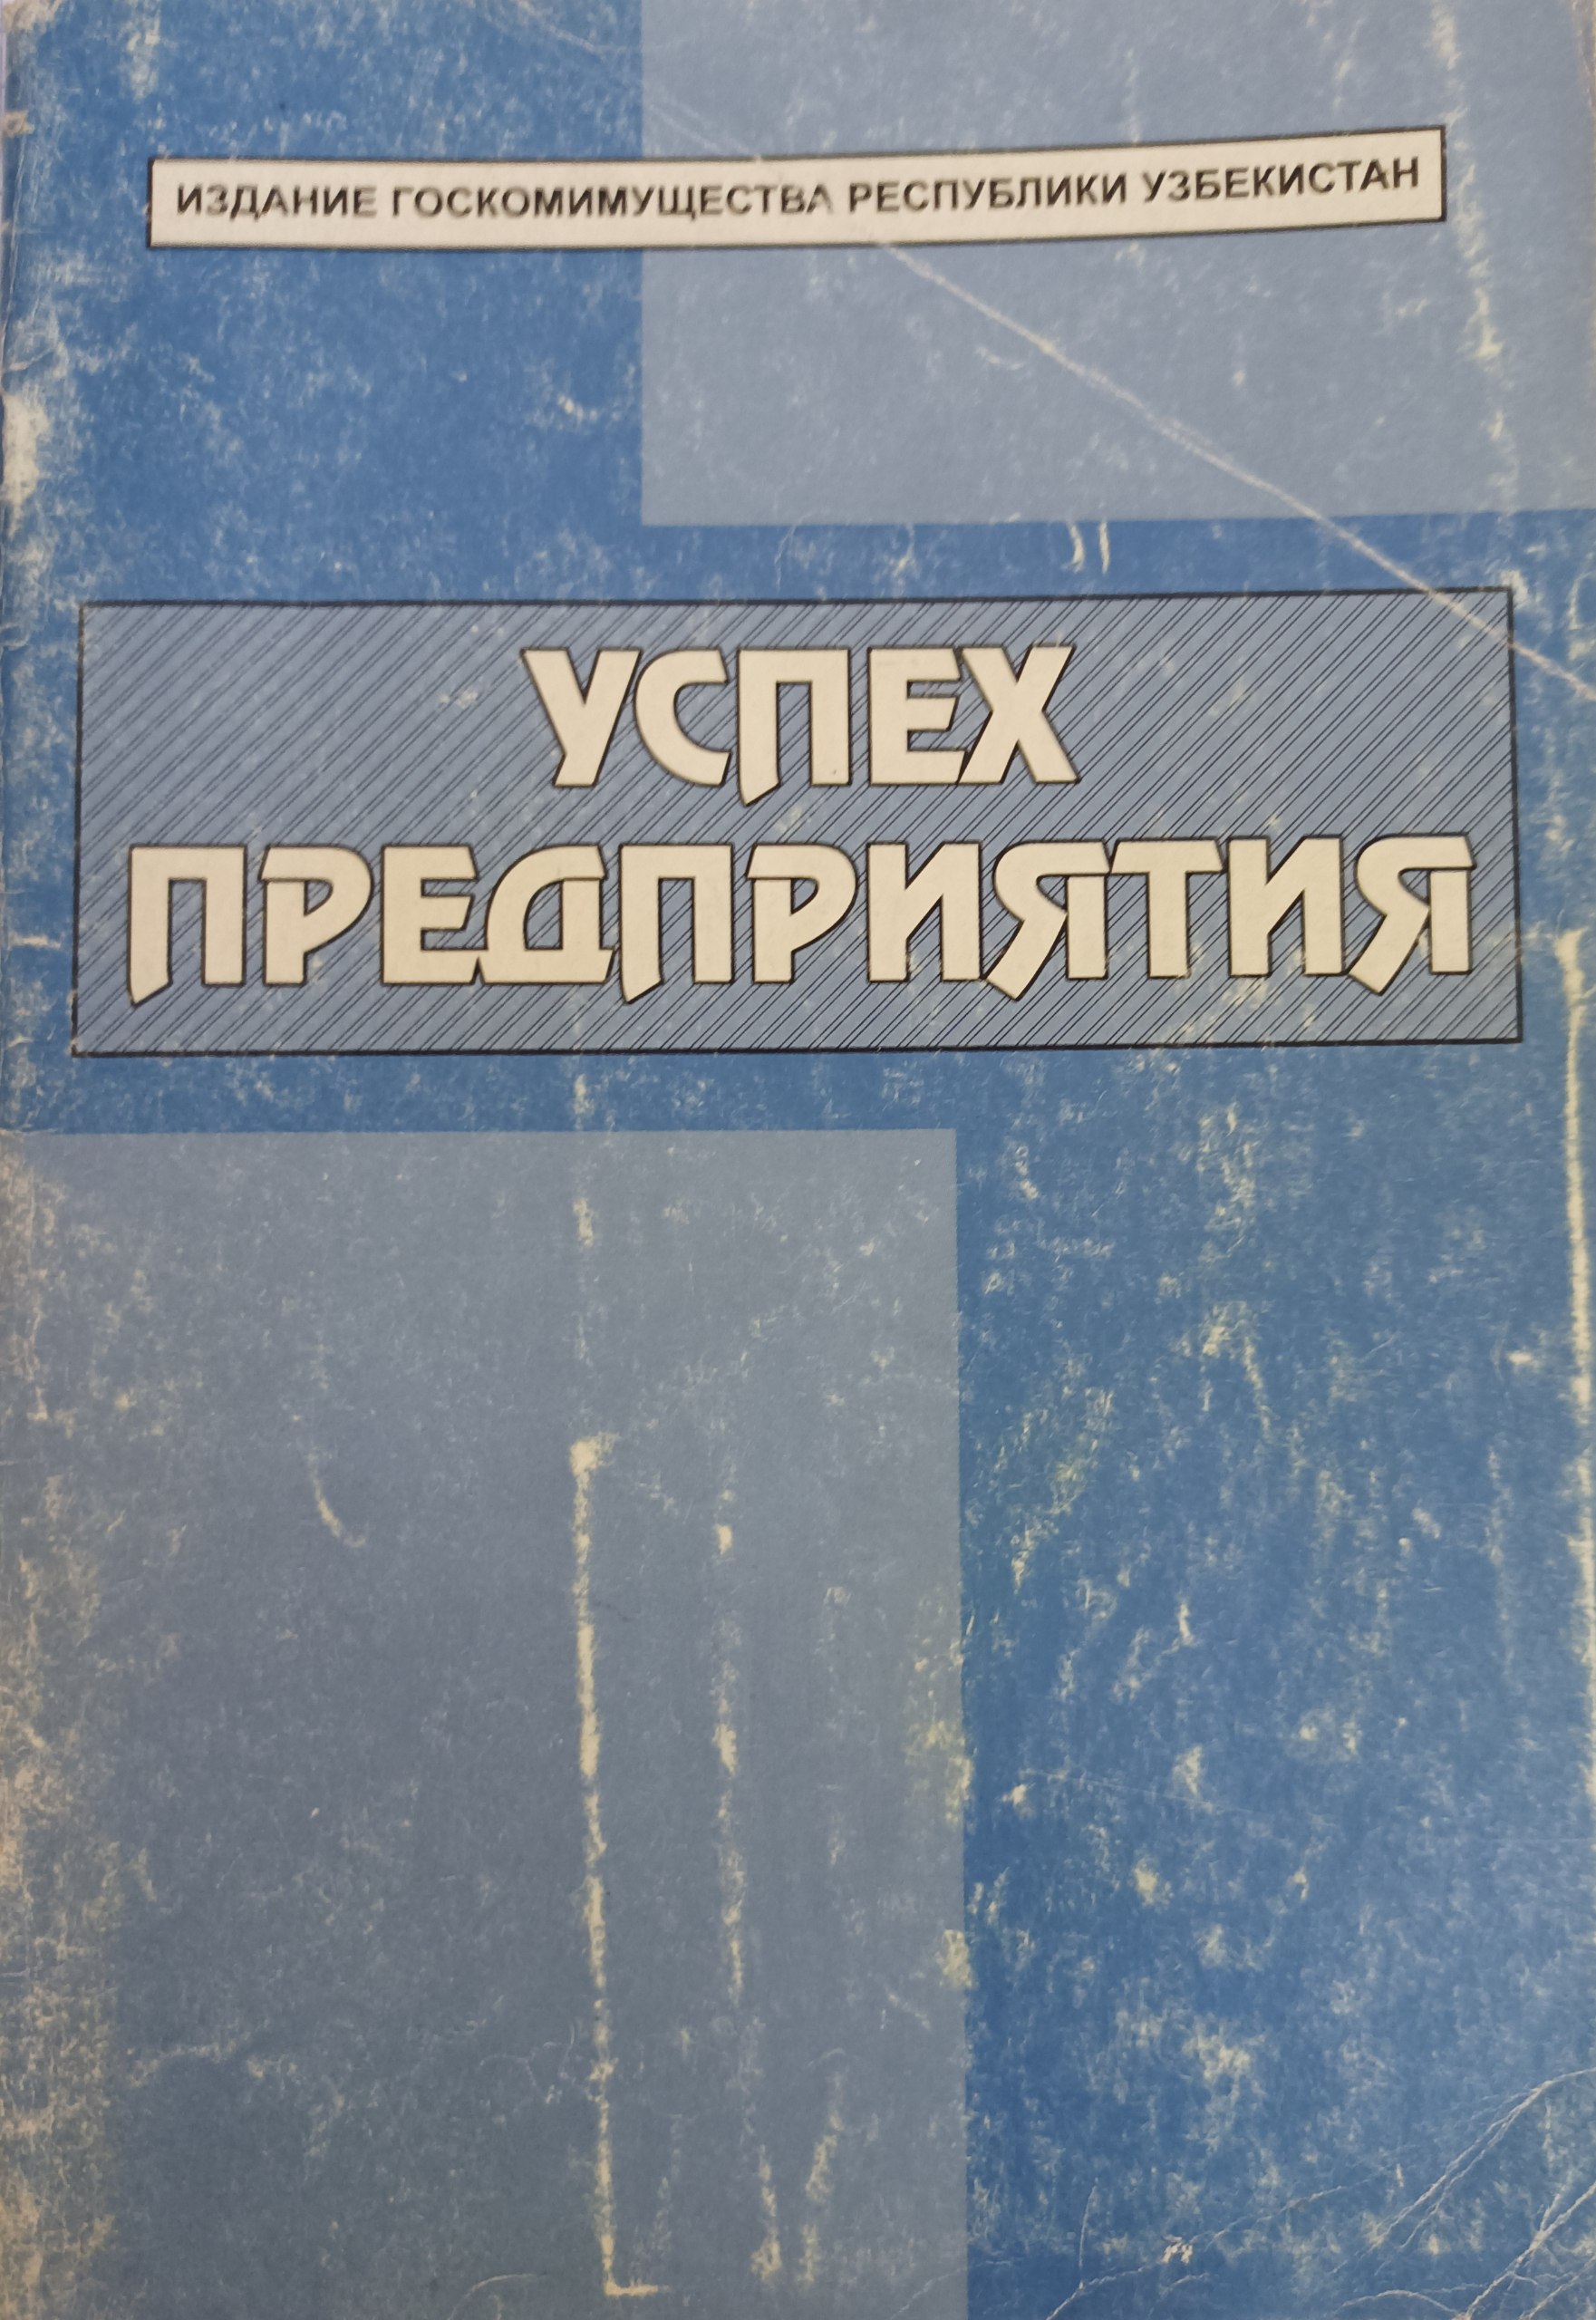 ИЗДАНИЕ ГОСКОМИМУЩЕСТВА РЕСПУБЛИКИ УЗБЕКИСТАН
УСПЕХ
ПРЕДПРИЯТИЯ